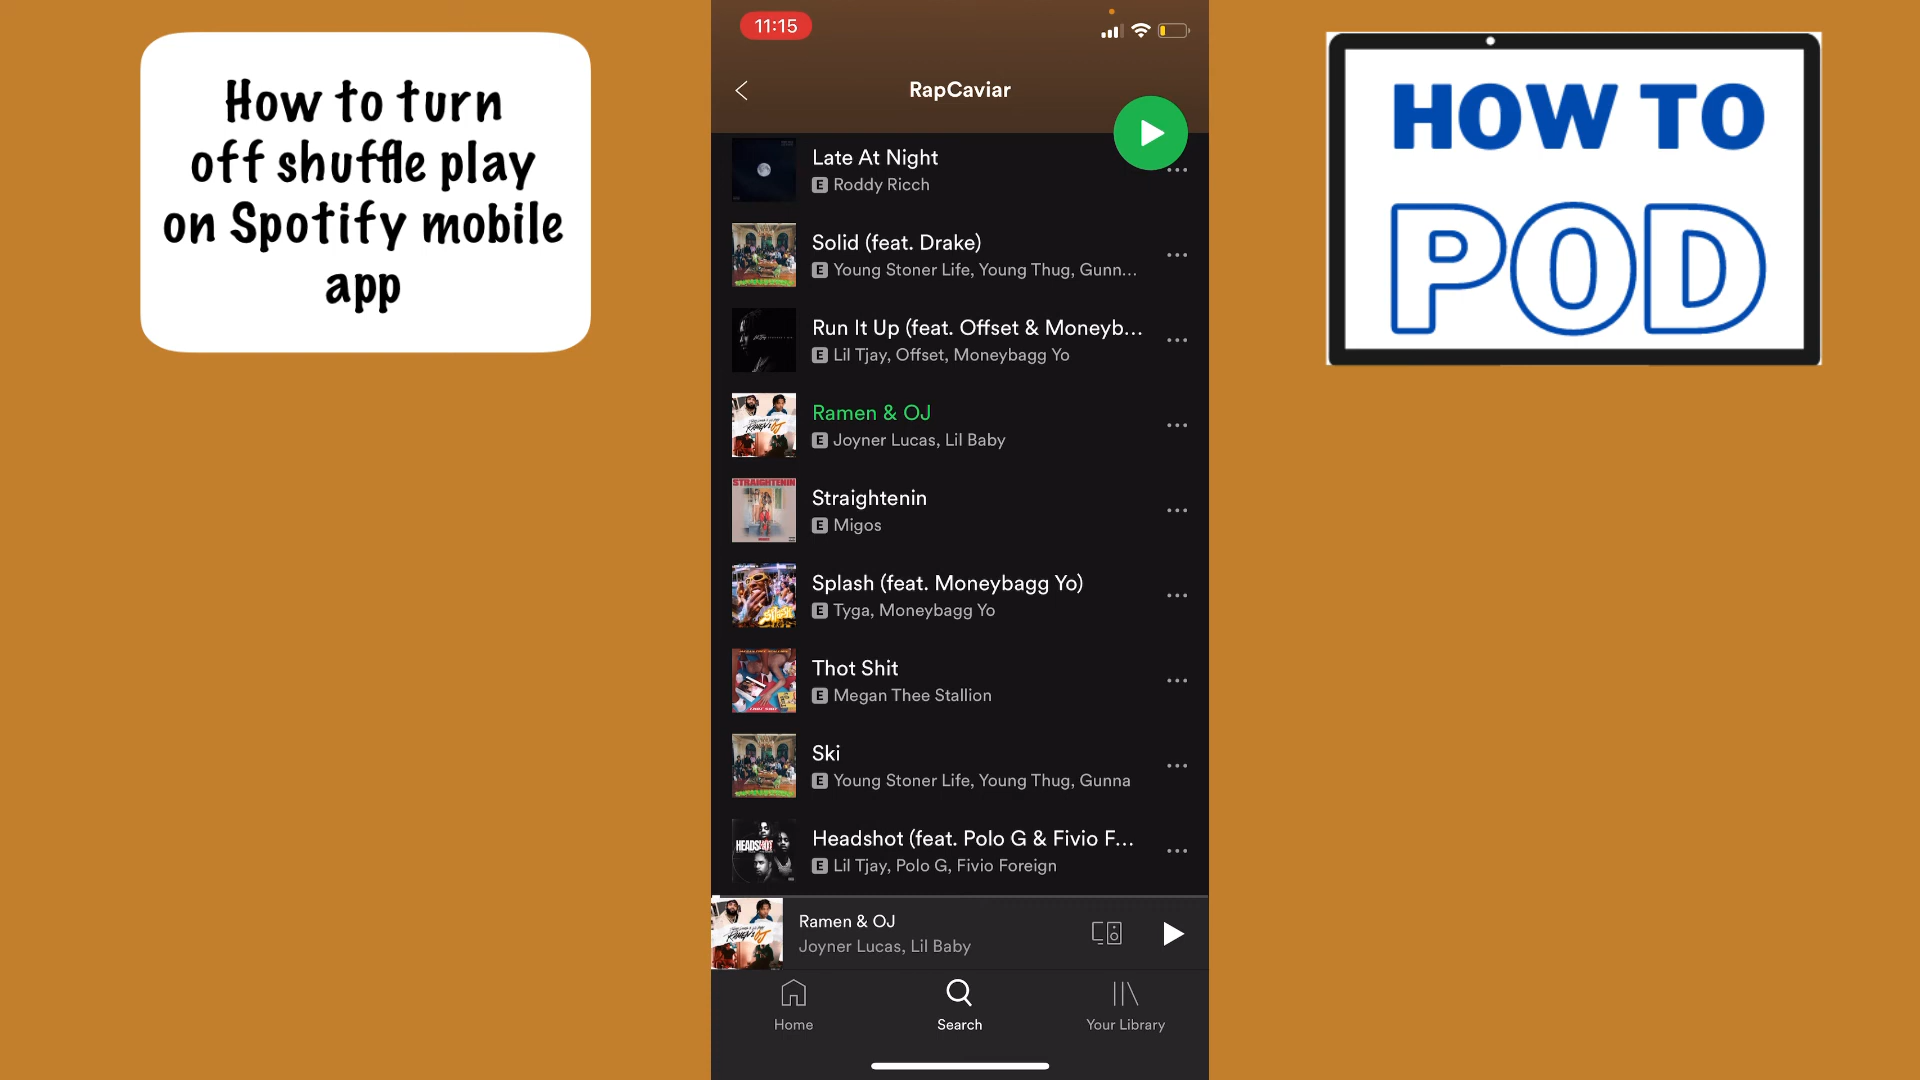 How to turn
off shuffle play
on Spotify mobile
app
11:15
RapCaviar
Late At Night
E Roddy Ricch
Solid (feat. Drake)
E Young Stoner Life, Young Thug, Gunn...
Run It Up (feat. Offset & Moneyb...
E Lil Tjay, Offset, Moneybagg Yo
Ramen & OJ
E Joyner Lucas, Lil Baby
STRAIGHTENIN
Straightenin
E Migos
Splash (feat. Moneybagg Yo)
E Tyga, Moneybagg Yo
Thot Shit
E Megan Thee Stallion
Ski
E Young Stoner Life, Young Thug, Gunna
HEADSHOT
Headshot (feat. Polo G & Fivio F...
E Lil Tjay, Polo G, Fivio Foreign
Ramen & OJ
Joyner Lucas, Lil Baby
Home
Search
Your Library
HOW TO
POD